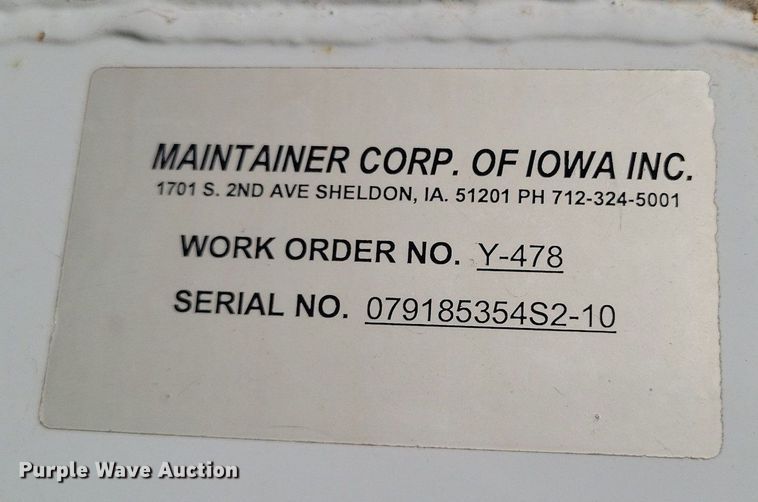 MAINTAINER CORP. OF IOWA INC.
1701 S. 2ND AVE SHELDON, IA. 51201 PH 712-324-5001
WORK ORDER NO. Y-478
SERIAL NO. 079185354S2-10
Purple Wave Auction